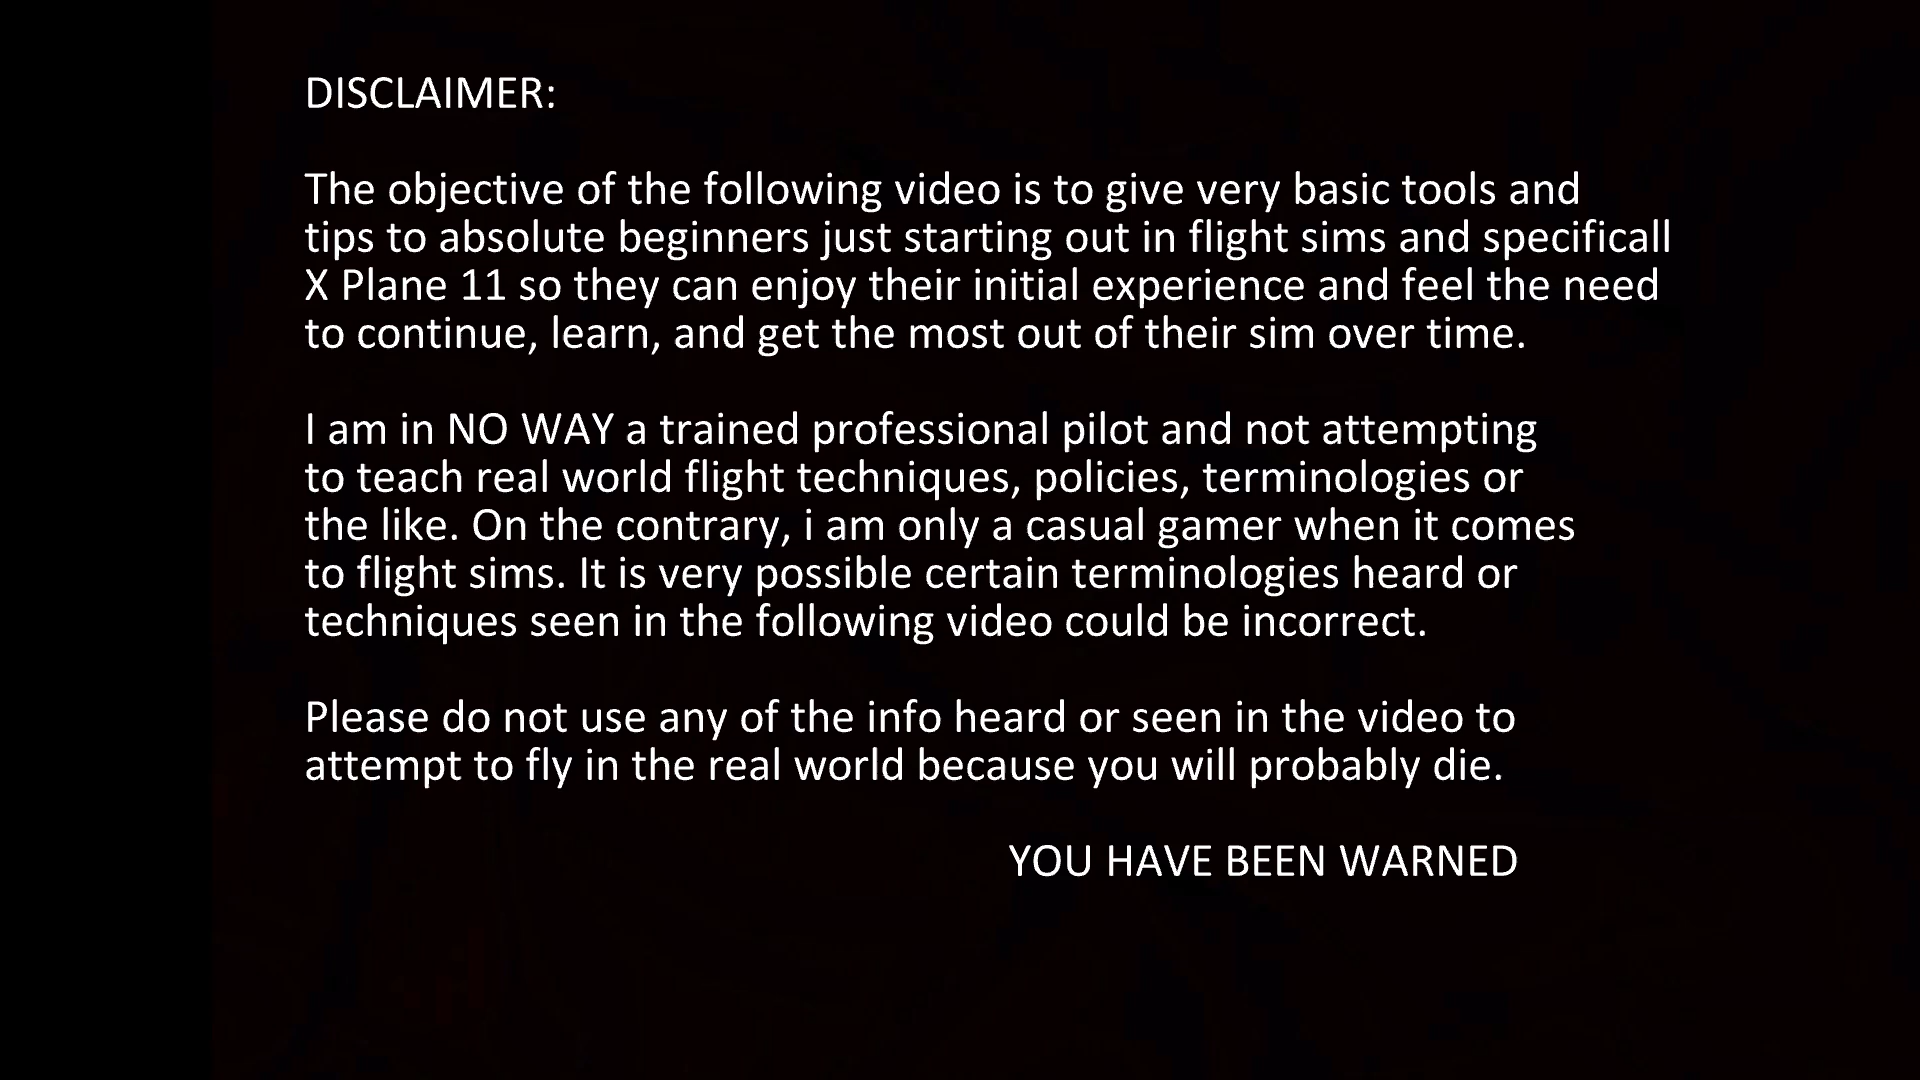 DISCLAIMER:
The objective of the following video is to give very basic tools and
tips to absolute beginners just starting out in flight sims and specificall
X Plane 11 so they can enjoy their initial experience and feel the need
to continue, learn, and get the most out of their sim over time.
I am in NO WAY a trained professional pilot and not attempting
to teach real world flight techniques, policies, terminologies or
the like. On the contrary, i am only a casual gamer when it comes
to flight sims. It is very possible certain terminologies heard or
techniques seen in the following video could be incorrect.
Please do not use any of the info heard or seen in the video to
attempt to fly in the real world because you will probably die.
YOU HAVE BEEN WARNED